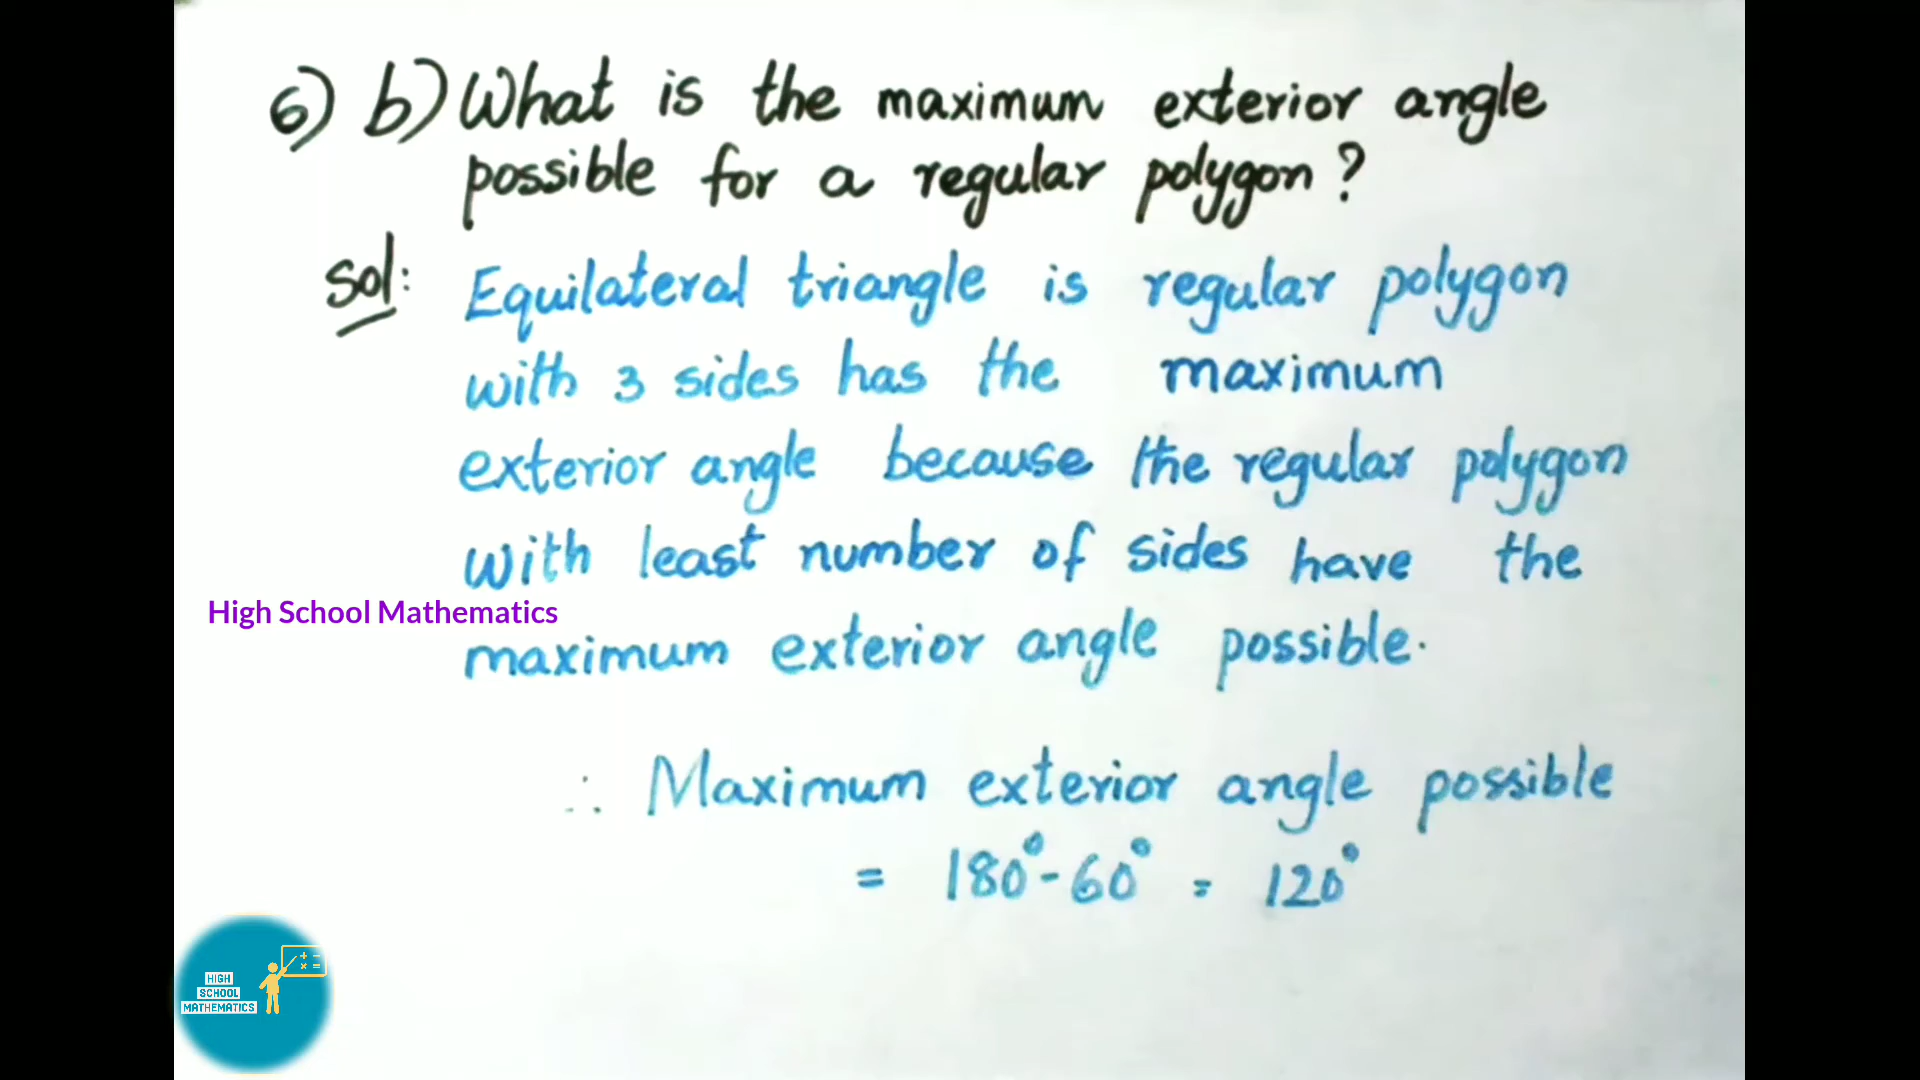 6) b) What is the maximum exterior angle
possible for a regular polygon?
Sol: Equilateral triangle is regular polygon
with 3 sides has the maximum
exterior angle because the regular polygon
with least number of sides have the
High School Mathematics
maximum exterior angle possible.
∴ Maximum exterior angle possible
= 180° - 60° = 120°
HIGH
SCHOOL
MATHEMATICS